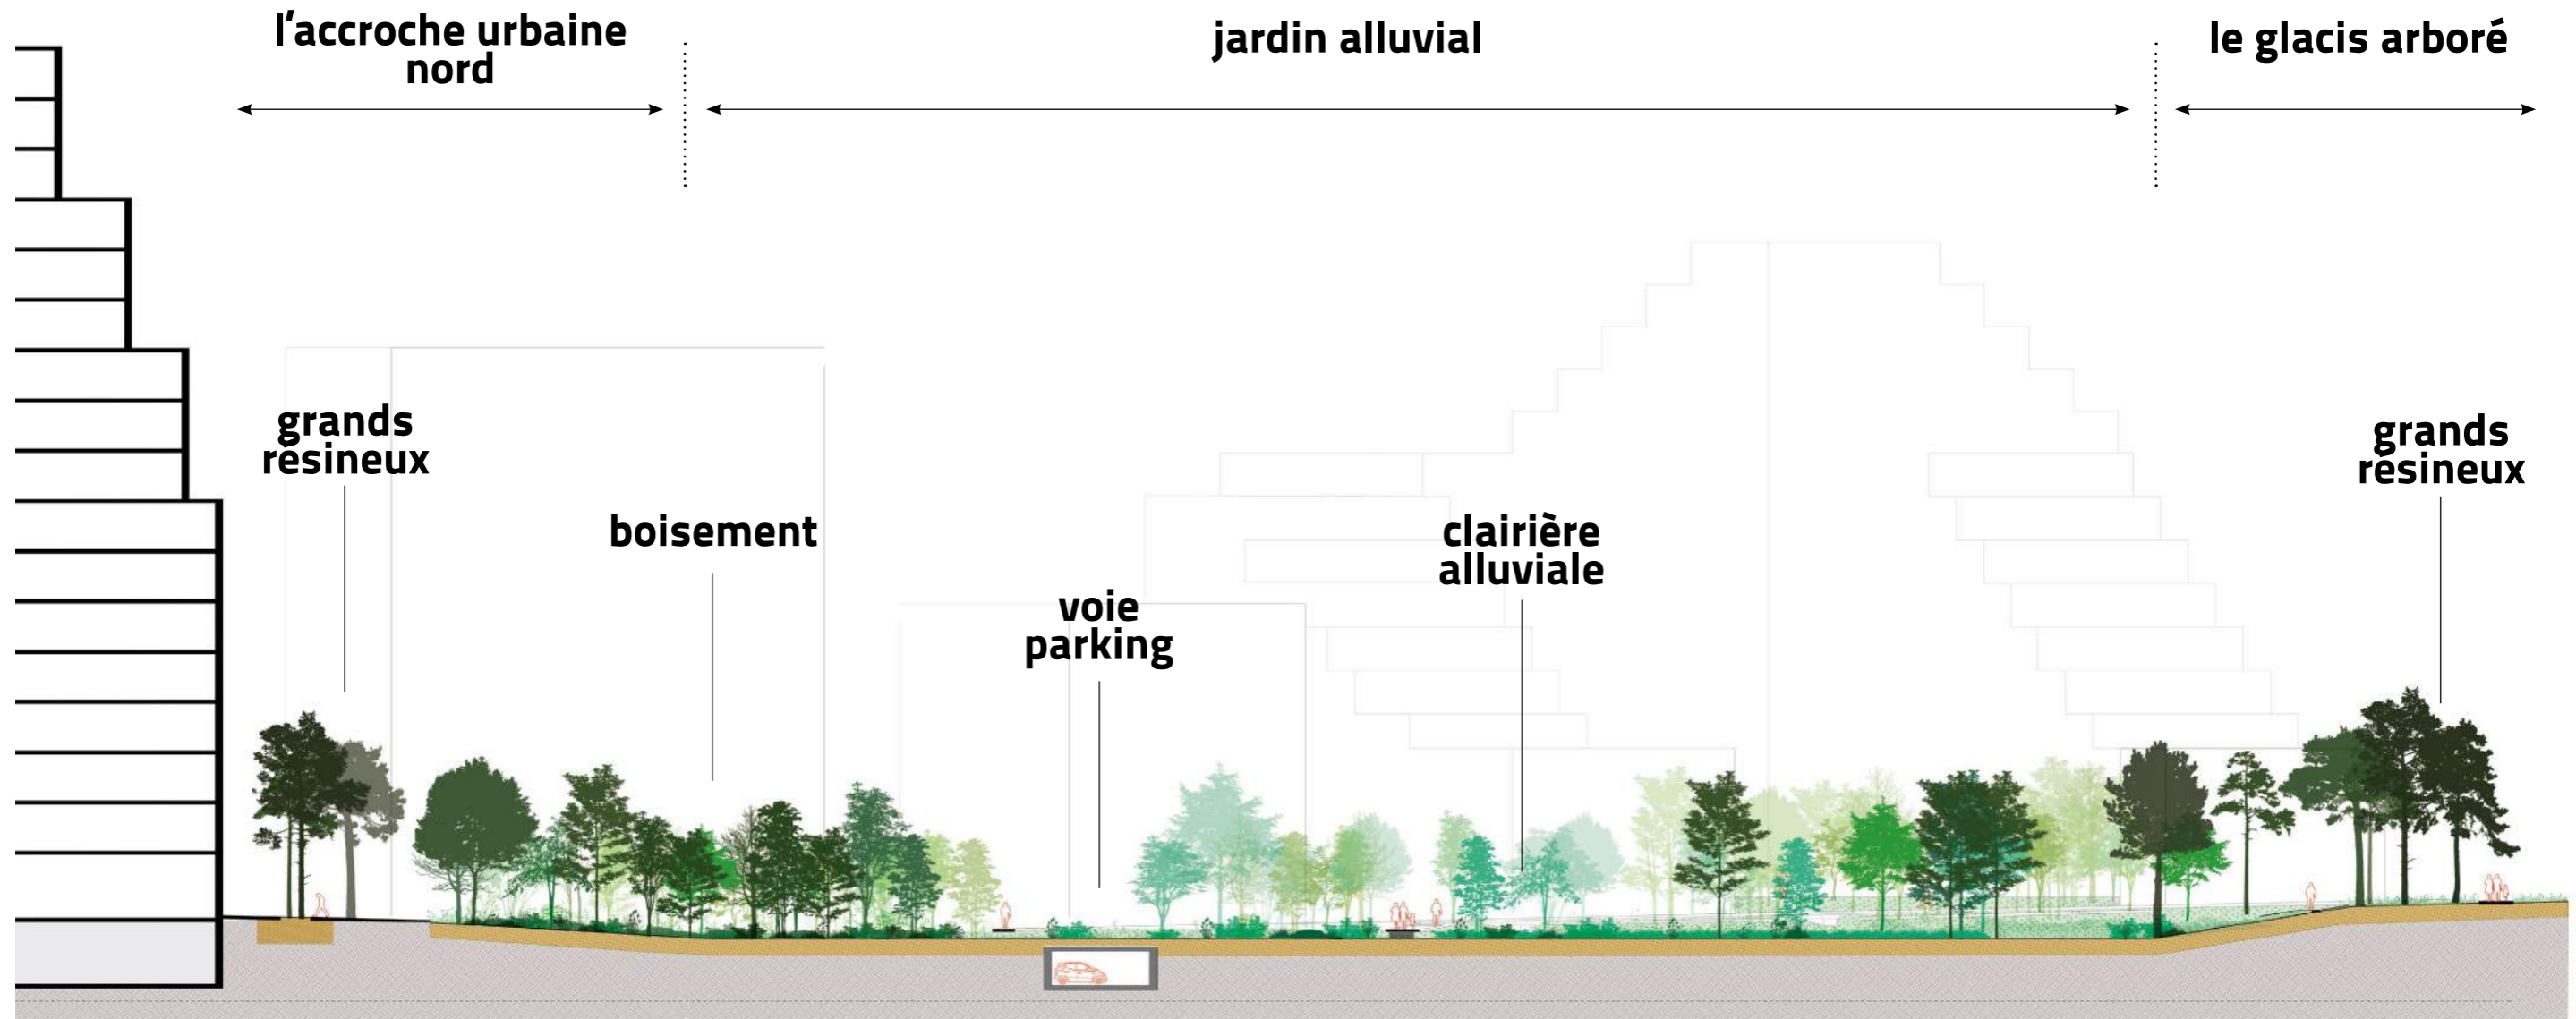 l'accroche urbaine
nord
jardin alluvial
le glacis arboré
grands
résineux
boisement
voie
parking
clairière
alluviale
grands
résineux